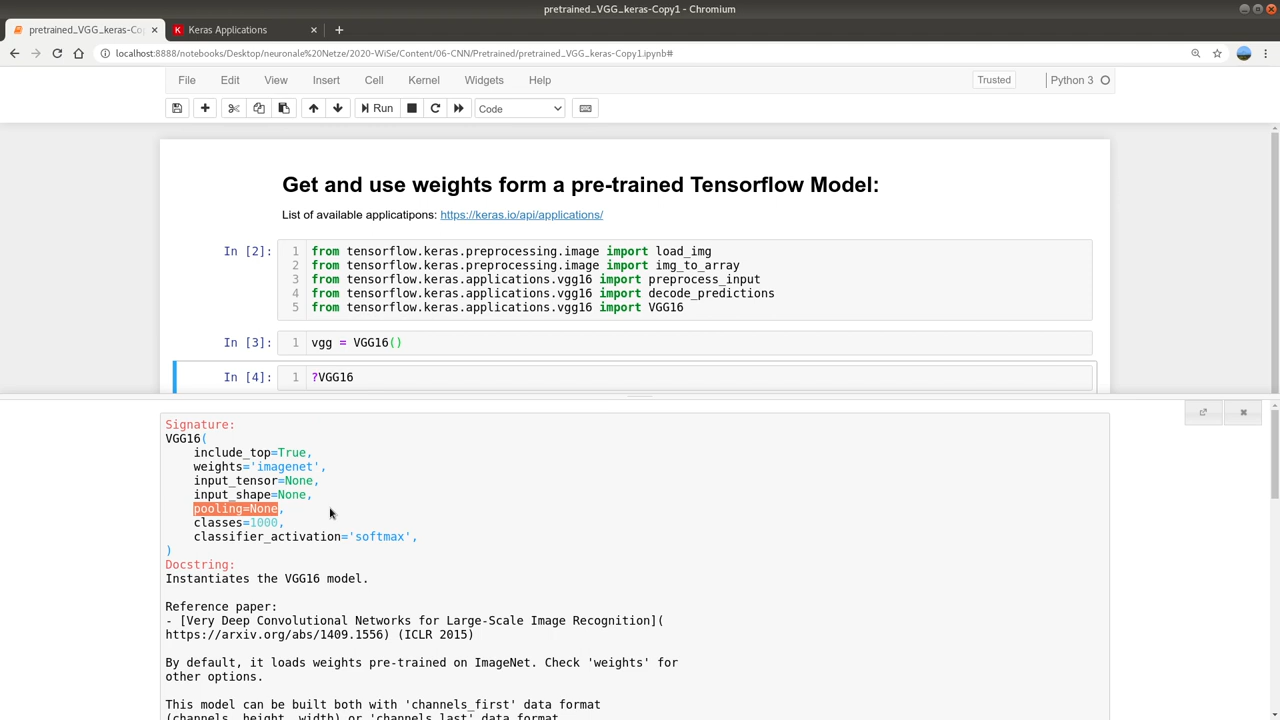 pretrained_VGG_keras-Copy1 - Chromium
pretrained_VGG_keras-Co
Keras Applications
localhost:8888/notebooks/Desktop/neuronale%20Netze/2020-WiSe/Content/06-CNN/Pretrained/pretrained_VGG_keras-Copy1.ipynb#
File Edit View Insert Cell Kernel Widgets Help Trusted Python 3
Run Code
Get and use weights form a pre-trained Tensorflow Model:
List of available applicatipons: https://keras.io/api/applications/
In [2]: 1 from tensorflow.keras.preprocessing.image import load_img
2 from tensorflow.keras.preprocessing.image import img_to_array
3 from tensorflow.keras.applications.vgg16 import preprocess_input
4 from tensorflow.keras.applications.vgg16 import decode_predictions
5 from tensorflow.keras.applications.vgg16 import VGG16
In [3]: 1 vgg = VGG16()
In [4]: 1 ?VGG16
Signature:
VGG16(
include_top=True,
weights='imagenet',
input_tensor=None,
input_shape=None,
pooling=None,
classes=1000,
classifier_activation='softmax',
)
Docstring:
Instantiates the VGG16 model.
Reference paper:
- [Very Deep Convolutional Networks for Large-Scale Image Recognition](
https://arxiv.org/abs/1409.1556) (ICLR 2015)
By default, it loads weights pre-trained on ImageNet. Check 'weights' for
other options.
This model can be built both with 'channels_first' data format
(channels, height, width) or 'channels_last' data format